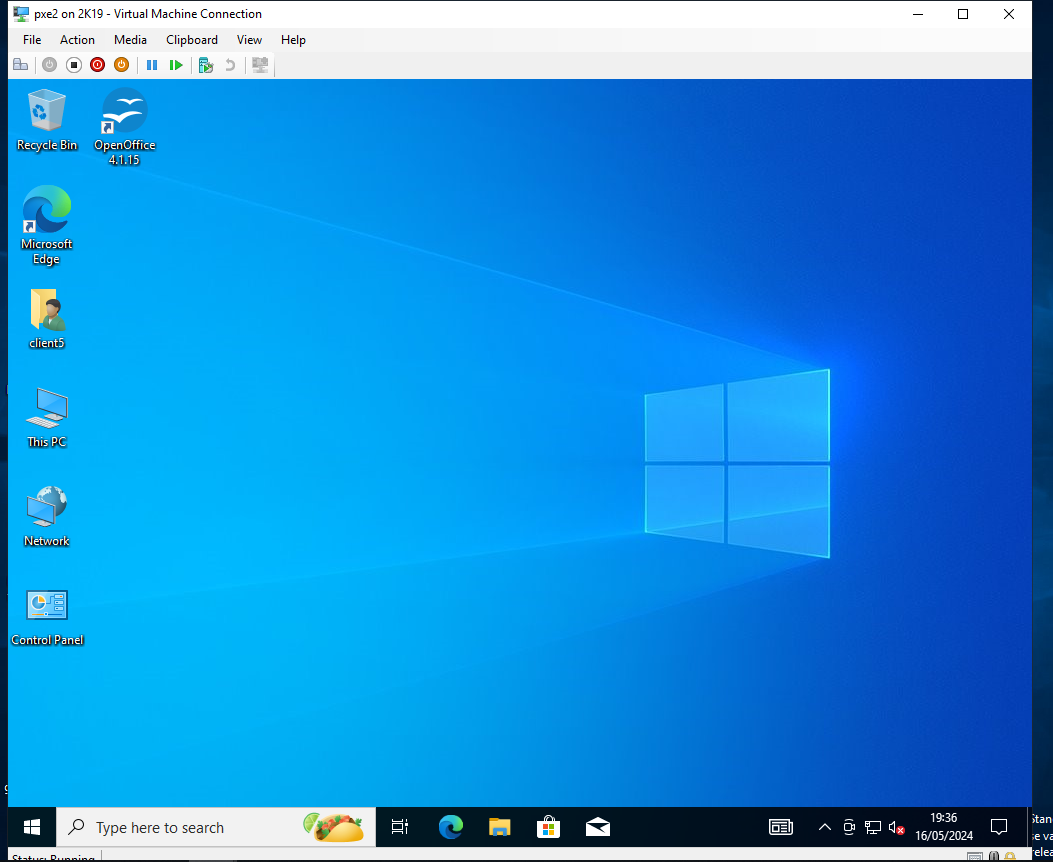 pxe2 on 2K19 - Virtual Machine Connection
File Action Media Clipboard View Help
Recycle Bin
OpenOffice
4.1.15
Microsoft
Edge
client5
This PC
Network
Control Panel
Type here to search
19:36
16/05/2024
Status: Running